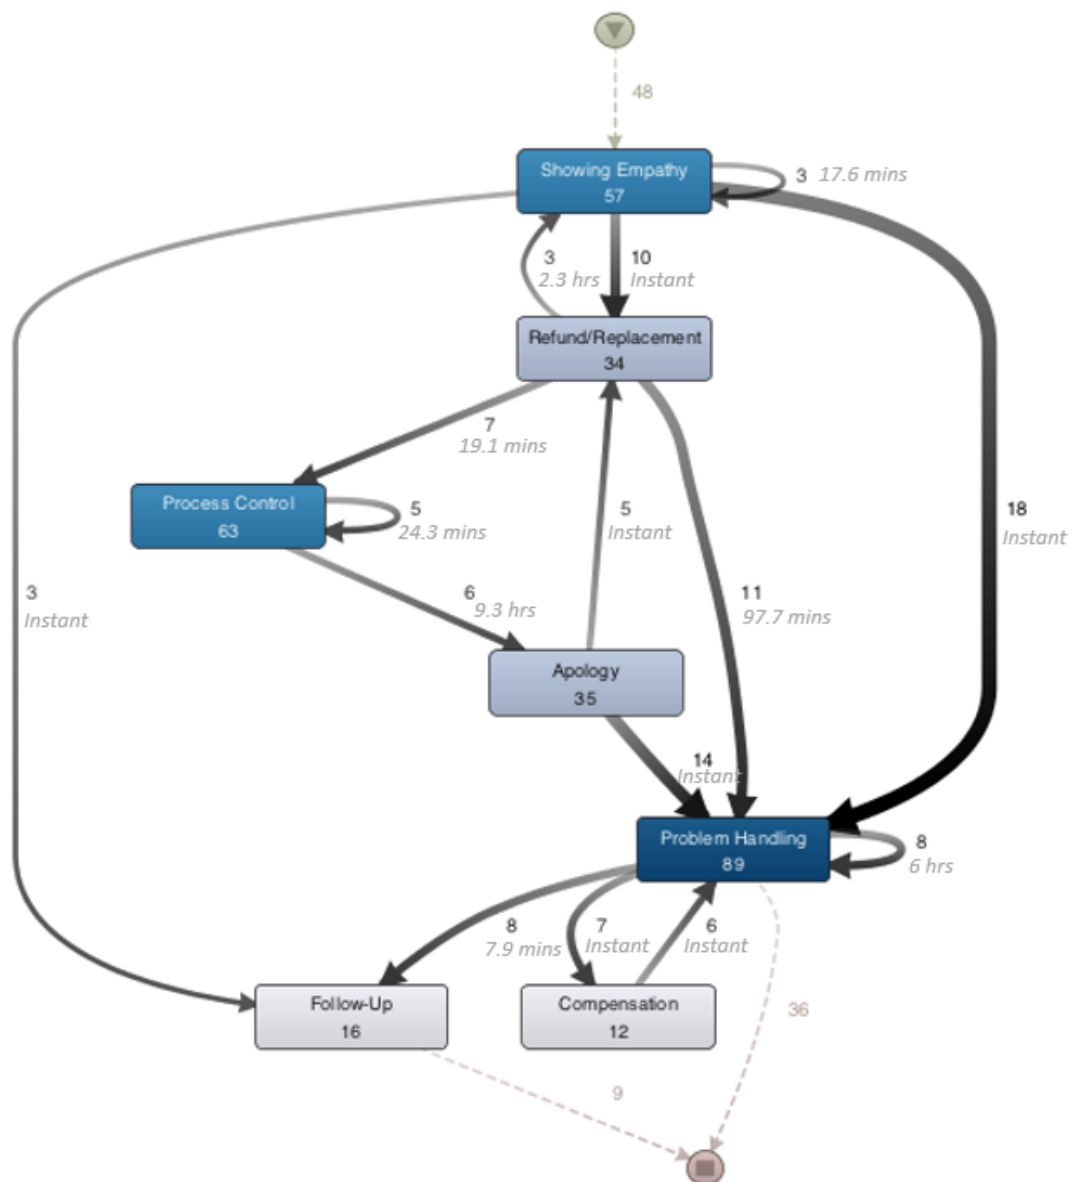 48
Showing Empathy
57
3 17.6 mins
3
2.3 hrs
10
Instant
Refund/Replacement
34
7
19.1 mins
Process Control
63
5
24.3 mins
5
Instant
18
Instant
3
Instant
6
9.3 hrs
11
97.7 mins
Apology
35
14
Instant
Problem Handling
89
8
6 hrs
8
7.9 mins
7
Instant
6
Instant
Follow-Up
16
Compensation
12
36
9